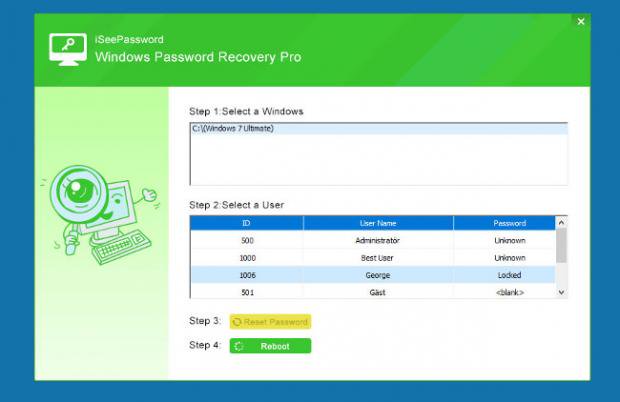 iSeePassword
Windows Password Recovery Pro
Step 1:Select a Windows
C:\(Windows 7 Ultimate)
Step 2:Select a User
ID User Name Password
500 Administratör Unknown
1000 Best User Unknown
1006 George Locked
501 Gäst <blank>
Step 3: Reset Password
Step 4: Reboot